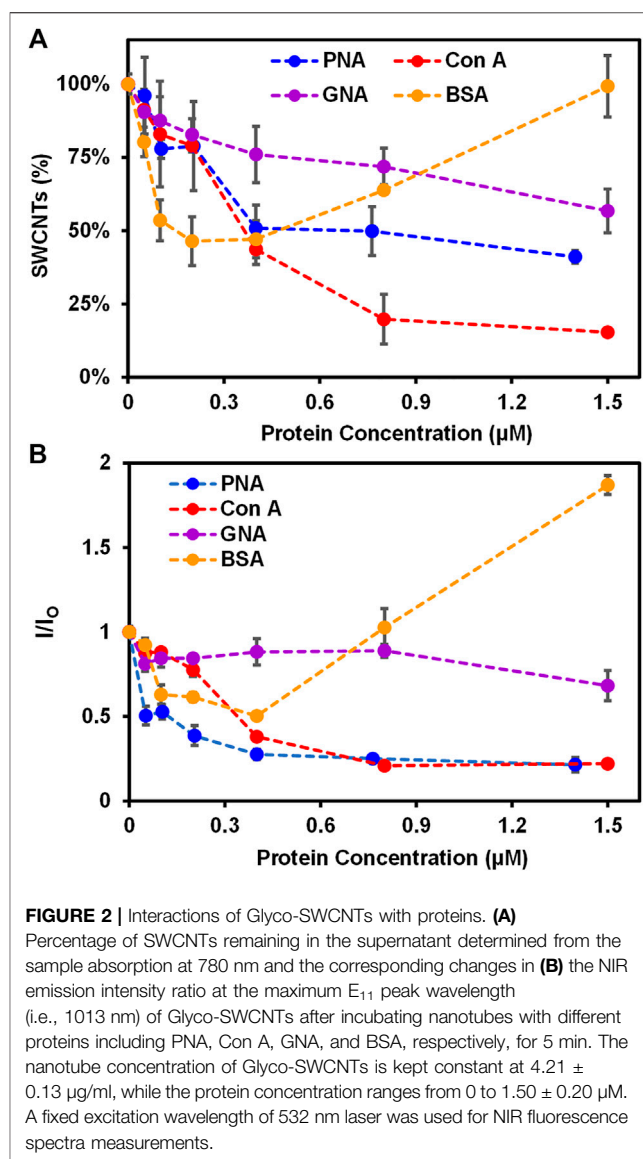 A
PNA
Con A
GNA
BSA
100%
75%
50%
25%
0%
SWCNTs (%)
0
0.3
0.6
0.9
1.2
1.5
Protein Concentration (µM)
B
PNA
Con A
GNA
BSA
2
1.5
1
0.5
0
I/I_O
0
0.3
0.6
0.9
1.2
1.5
Protein Concentration (µM)
FIGURE 2 | Interactions of Glyco-SWCNTs with proteins. (A)
Percentage of SWCNTs remaining in the supernatant determined from the
sample absorption at 780 nm and the corresponding changes in (B) the NIR
emission intensity ratio at the maximum E₁₁ peak wavelength
(i.e., 1013 nm) of Glyco-SWCNTs after incubating nanotubes with different
proteins including PNA, Con A, GNA, and BSA, respectively, for 5 min. The
nanotube concentration of Glyco-SWCNTs is kept constant at 4.21 ±
0.13 µg/ml, while the protein concentration ranges from 0 to 1.50 ± 0.20 µM.
A fixed excitation wavelength of 532 nm laser was used for NIR fluorescence
spectra measurements.